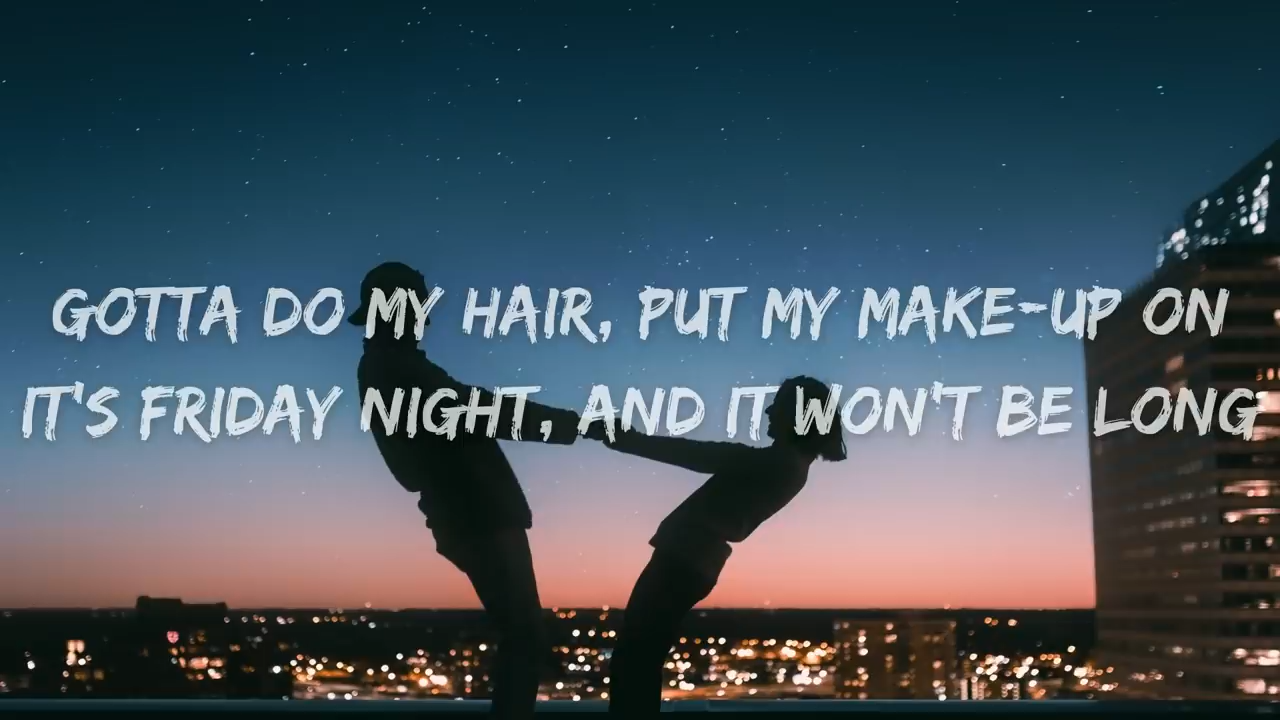 GOTTA DO MY HAIR, PUT MY MAKE-UP ON
IT'S FRIDAY NIGHT, AND IT WON'T BE LONG